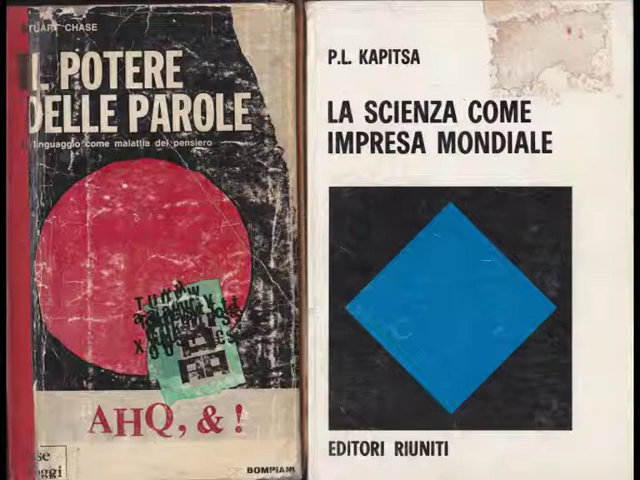 STUART CHASE
IL POTERE
DELLE PAROLE
linguaggio come malattia del pensiero
AHQ, & !
BOMPIANI
P.L. KAPITSA
LA SCIENZA COME
IMPRESA MONDIALE
EDITORI RIUNITI